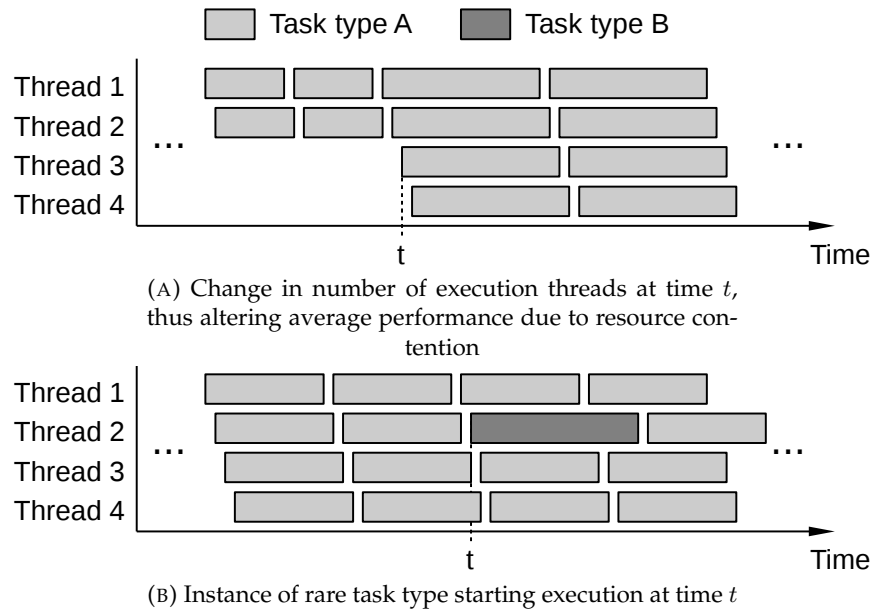 Task type A Task type B
Thread 1
Thread 2
... ...
Thread 3
Thread 4
t
Time
(A) Change in number of execution threads at time t,
thus altering average performance due to resource con-
tention
Thread 1
Thread 2
... ...
Thread 3
Thread 4
t
Time
(B) Instance of rare task type starting execution at time t